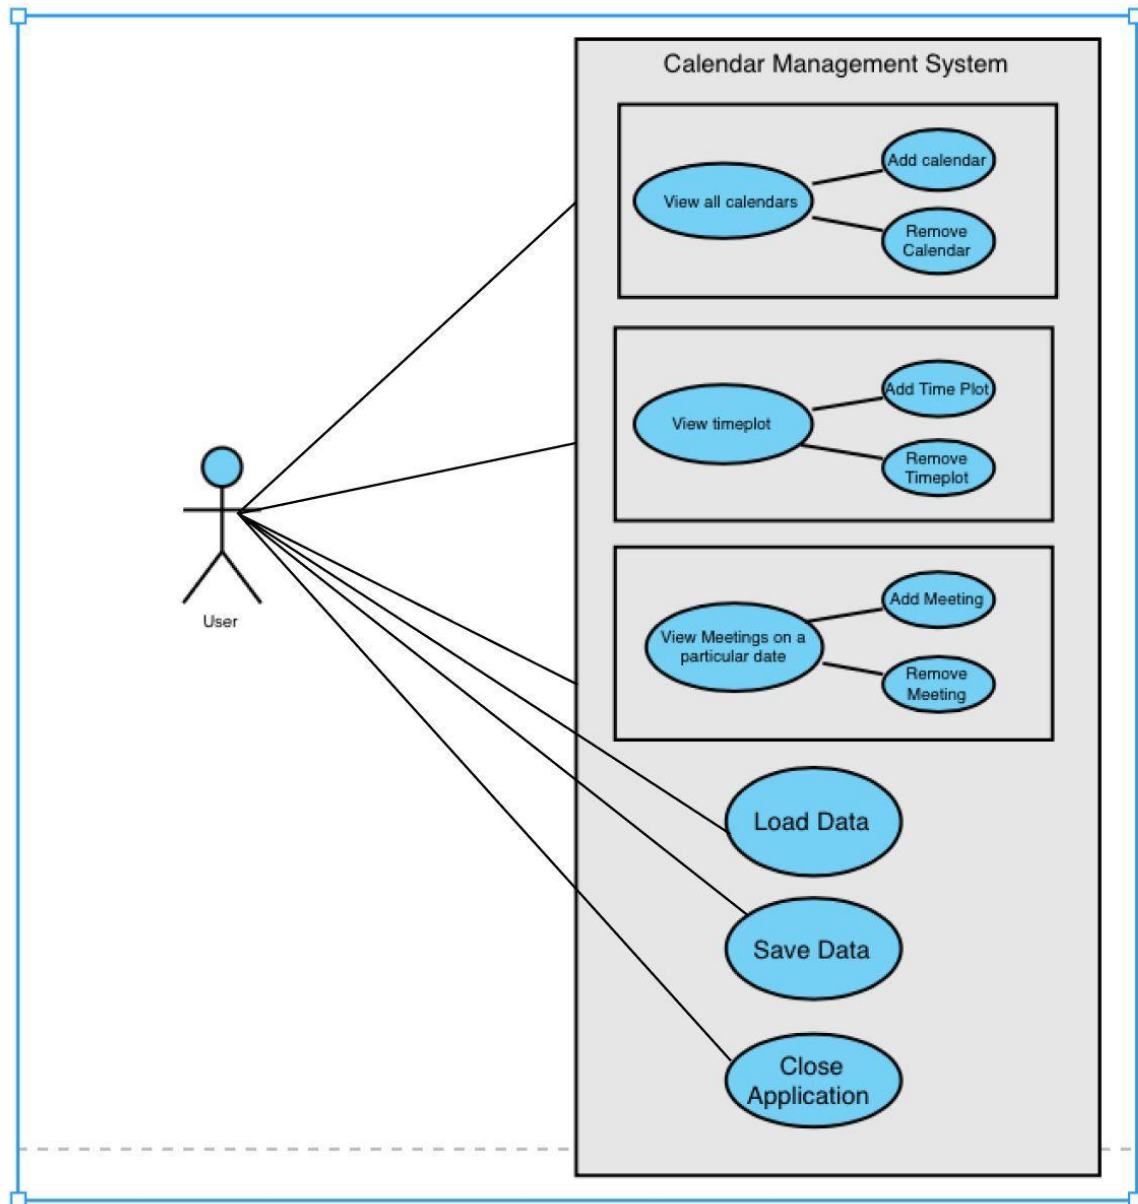 Calendar Management System
View all calendars
Add calendar
Remove
Calendar
View timeplot
Add Time Plot
Remove
Timeplot
View Meetings on a
particular date
Add Meeting
Remove
Meeting
User
Load Data
Save Data
Close
Application